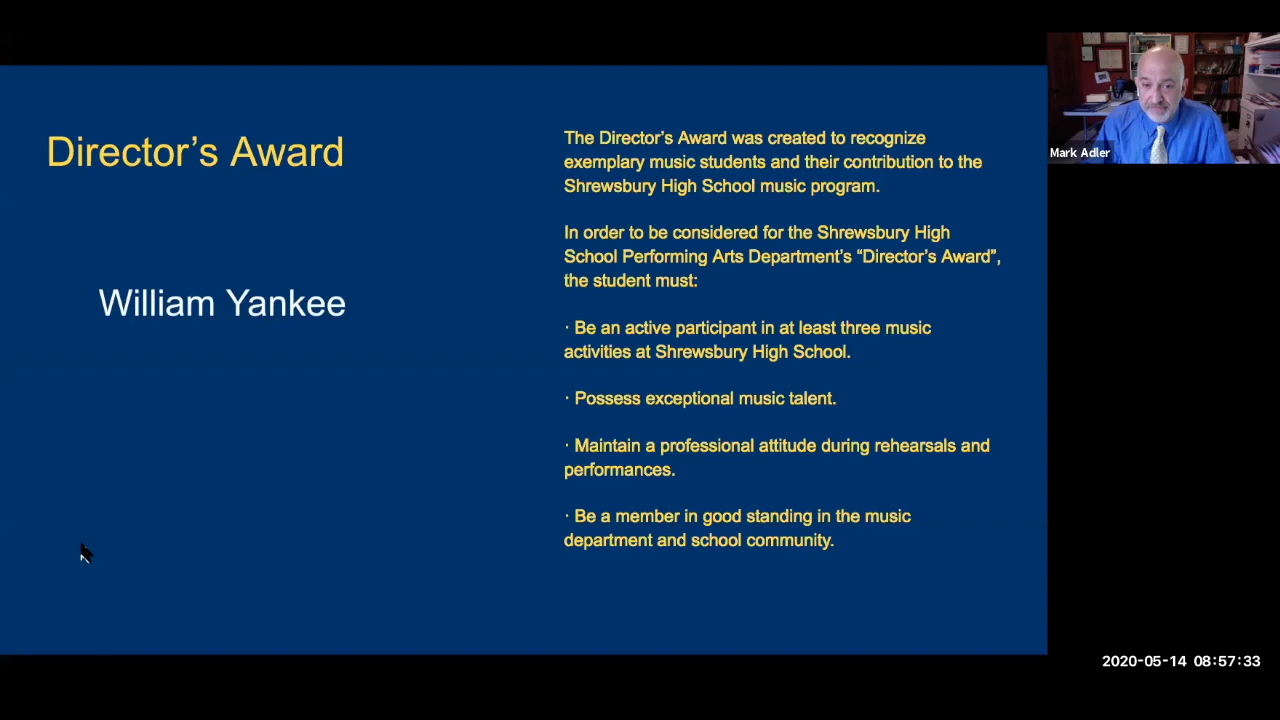 Director’s Award
William Yankee
The Director’s Award was created to recognize
exemplary music students and their contribution to the
Shrewsbury High School music program.
In order to be considered for the Shrewsbury High
School Performing Arts Department’s “Director’s Award”,
the student must:
· Be an active participant in at least three music
activities at Shrewsbury High School.
· Possess exceptional music talent.
· Maintain a professional attitude during rehearsals and
performances.
· Be a member in good standing in the music
department and school community.
Mark Adler
2020-05-14 08:57:33